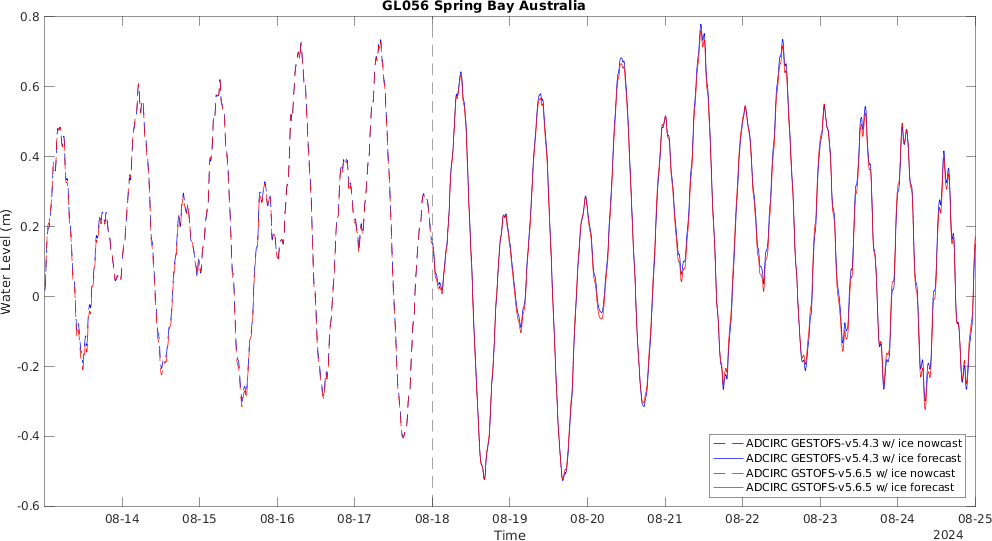 GL056 Spring Bay Australia
0.8
0.6
0.4
0.2
0
-0.2
-0.4
-0.6
Water Level (m)
ADCIRC GESTOFS-v5.4.3 w/ ice nowcast
ADCIRC GESTOFS-v5.4.3 w/ ice forecast
ADCIRC GSTOFS-v5.6.5 w/ ice nowcast
ADCIRC GSTOFS-v5.6.5 w/ ice forecast
08-14 08-15 08-16 08-17 08-18 08-19 08-20 08-21 08-22 08-23 08-24 08-25
Time
2024